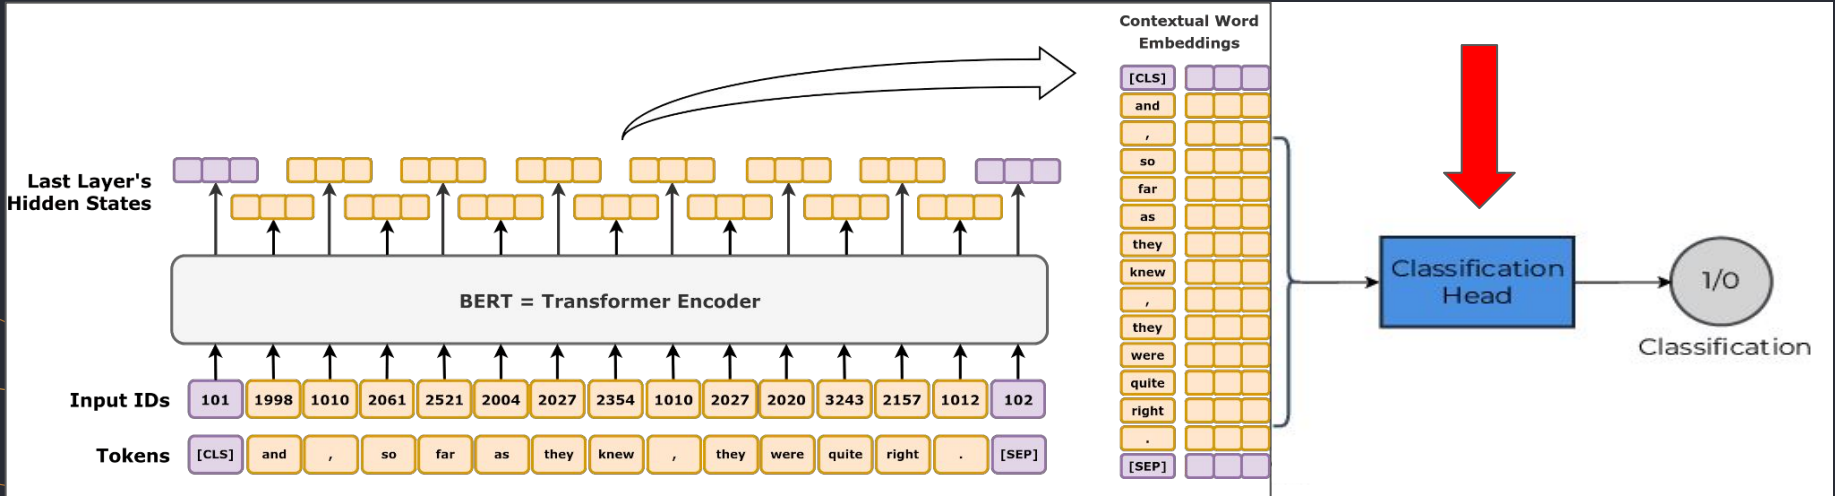 Contextual Word
Embeddings
[CLS]
and
,
so
far
as
they
knew
,
they
were
quite
right
.
[SEP]
Last Layer's
Hidden States
BERT = Transformer Encoder
Input IDs 101 1998 1010 2061 2521 2004 2027 2354 1010 2027 2020 3243 2157 1012 102
Tokens [CLS] and , so far as they knew , they were quite right . [SEP]
Classification
Head
1/0
Classification